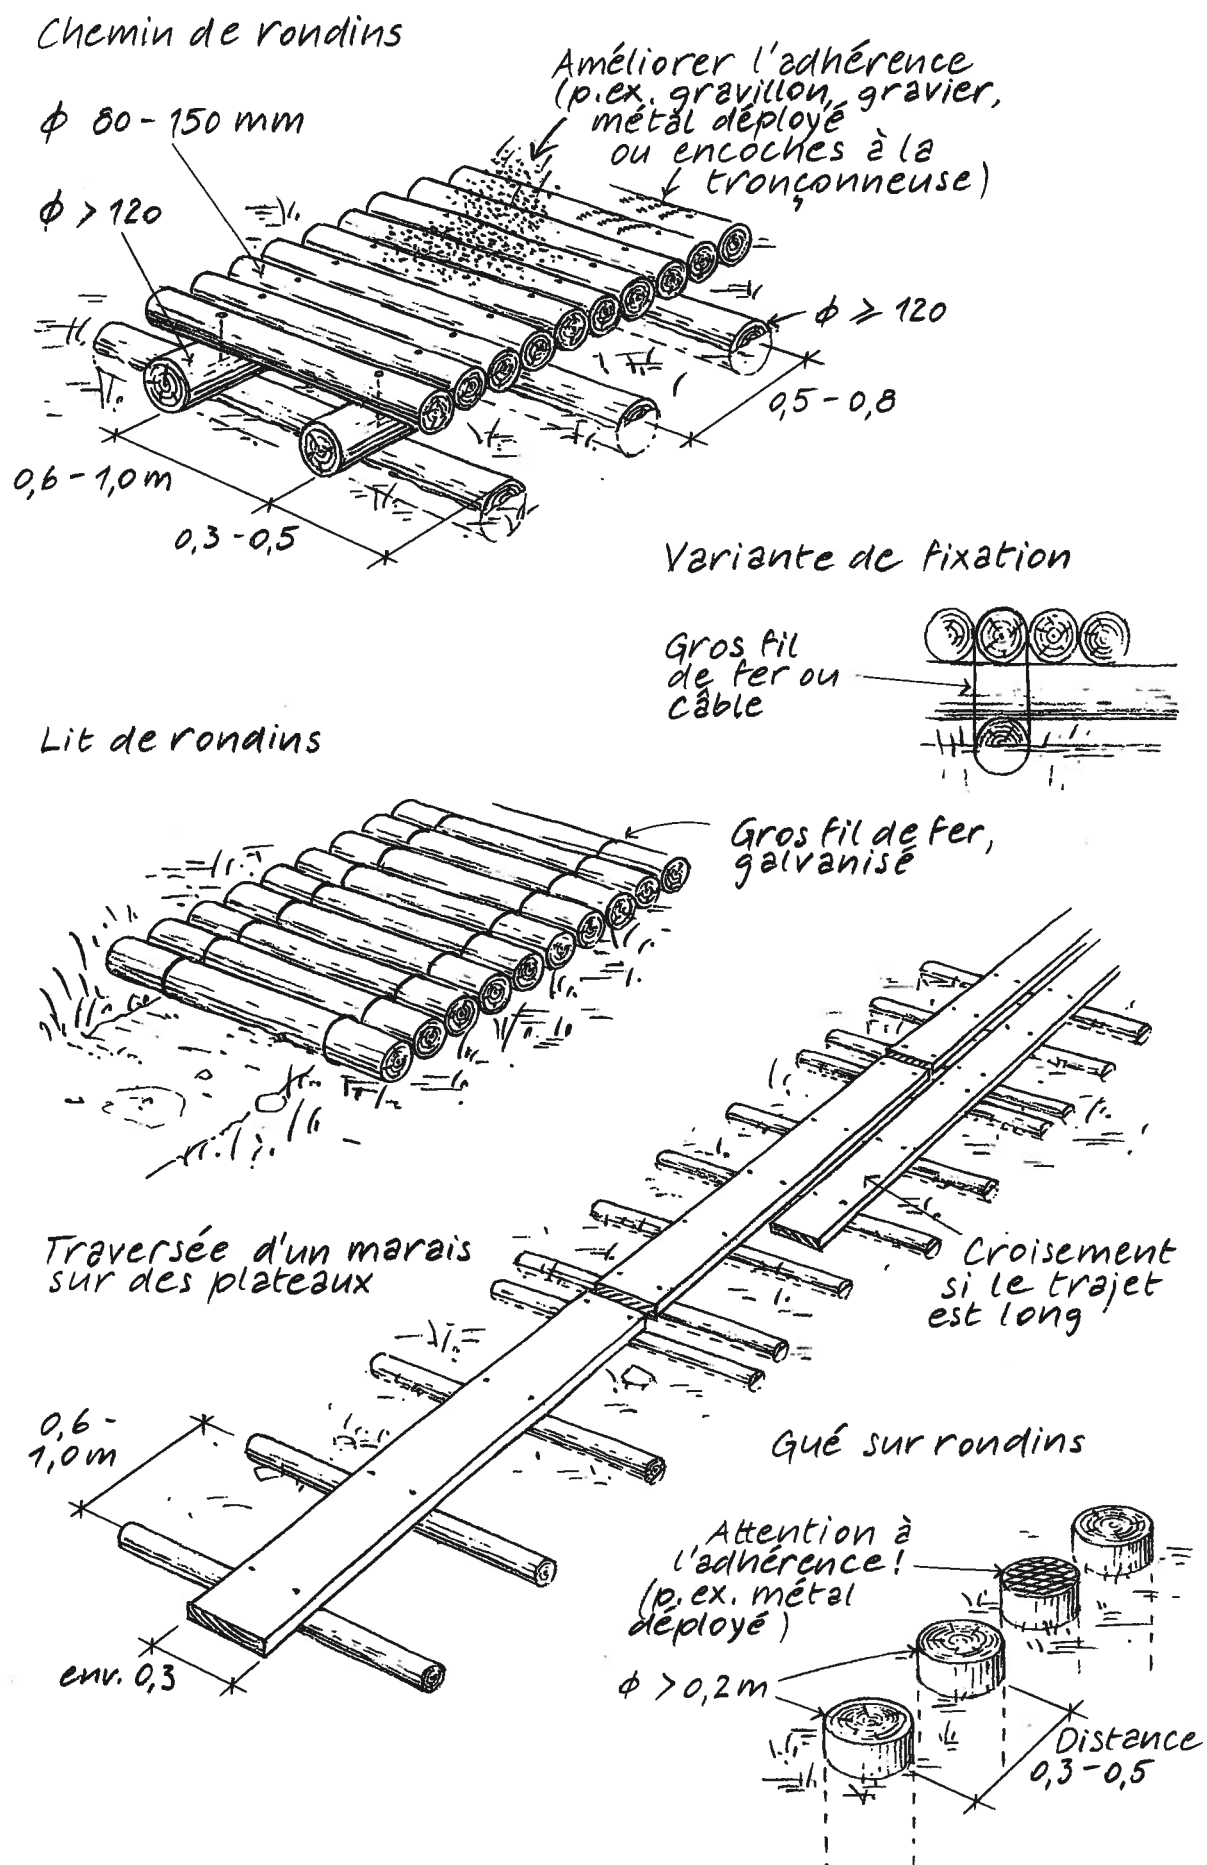 Chemin de rondins
Améliorer l'adhérence
(p.ex. gravillon, gravier,
métal déployé
ou encoches à la
tronçonneuse)
ϕ 80-150 mm
ϕ > 120
ϕ ⩾ 120
0,5-0,8
0,6-1,0 m
0,3-0,5
Variante de fixation
Gros fil
de fer ou
câble
Lit de rondins
Gros fil de fer,
galvanisé
Traversée d'un marais
sur des plateaux
Croisement
si le trajet
est long
0,6-
1,0 m
env. 0,3
Gué sur rondins
Attention à
l'adhérence!
(p.ex. métal
déployé)
ϕ > 0,2 m
Distance
0,3-0,5